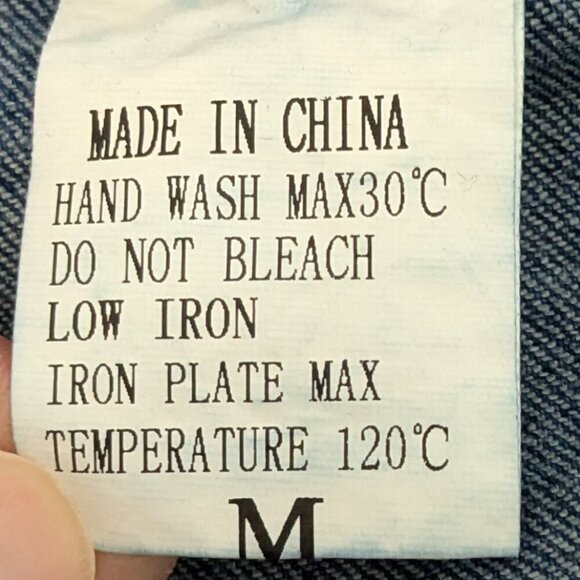 MADE IN CHINA
HAND WASH MAX30℃
DO NOT BLEACH
LOW IRON
IRON PLATE MAX
TEMPERATURE 120℃
M